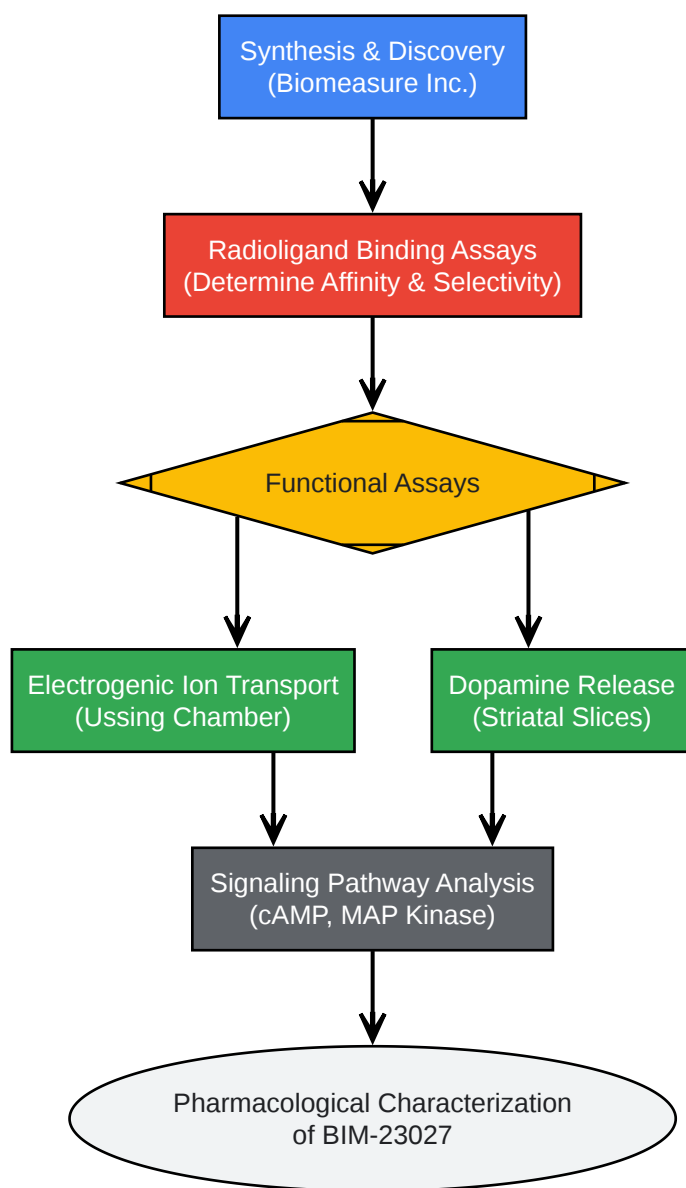 Synthesis & Discovery
(Biomeasure Inc.)
Radioligand Binding Assays
(Determine Affinity & Selectivity)
Functional Assays
Electrogenic Ion Transport
(Ussing Chamber)
Dopamine Release
(Striatal Slices)
Signaling Pathway Analysis
(cAMP, MAP Kinase)
Pharmacological Characterization
of BIM-23027